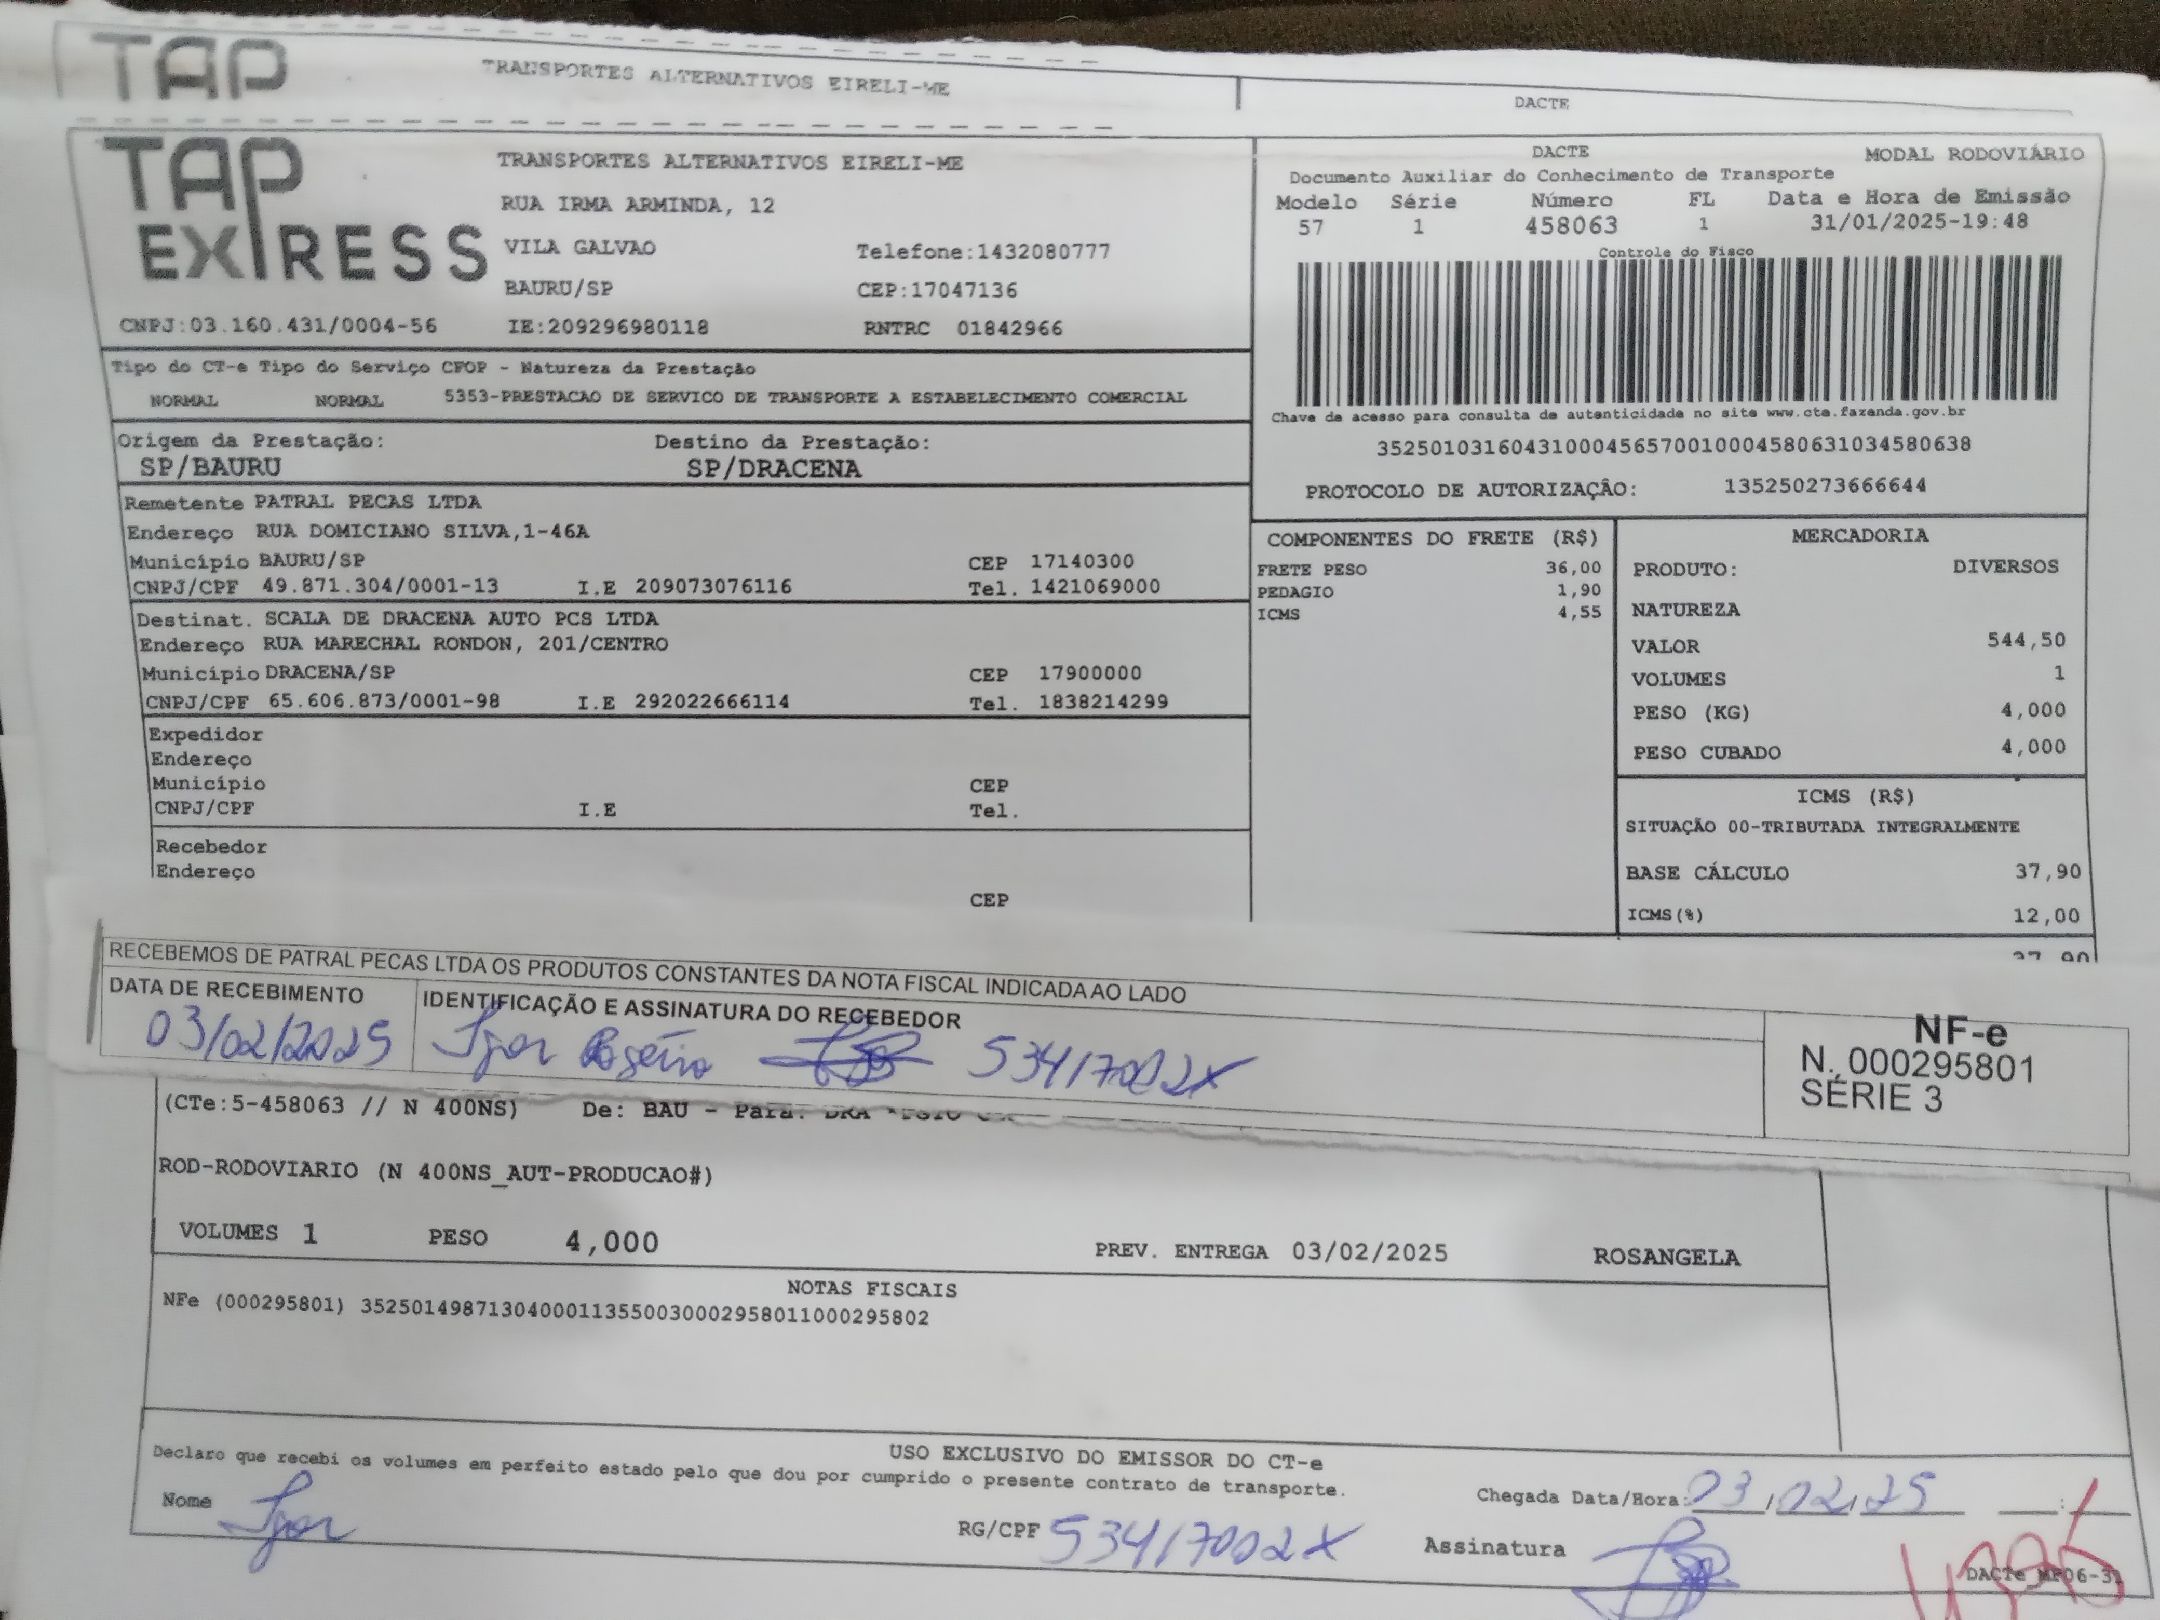 TAP
TRANSPORTES ALTERNATIVOS EIRELI-ME
DACTE
TAP EXPRESS
TRANSPORTES ALTERNATIVOS EIRELI-ME
RUA IRMA ARMINDA, 12
VILA GALVAO Telefone:1432080777
BAURU/SP CEP:17047136
CNPJ:03.160.431/0004-56 IE:209296980118 RNTRC 01842966
DACTE MODAL RODOVIÁRIO
Documento Auxiliar do Conhecimento de Transporte
Modelo Série Número FL Data e Hora de Emissão
57 1 458063 1 31/01/2025-19:48
Controle do Fisco
Chave de acesso para consulta de autenticidade no site www.cte.fazenda.gov.br
35250103160431000456570010004580631034580638
PROTOCOLO DE AUTORIZAÇÃO: 135250273666644
Tipo do CT-e Tipo do Serviço CFOP - Natureza da Prestação
NORMAL NORMAL 5353-PRESTACAO DE SERVICO DE TRANSPORTE A ESTABELECIMENTO COMERCIAL
Origem da Prestação: Destino da Prestação:
SP/BAURU SP/DRACENA
Remetente PATRAL PECAS LTDA
Endereço RUA DOMICIANO SILVA,1-46A
Município BAURU/SP CEP 17140300
CNPJ/CPF 49.871.304/0001-13 I.E 209073076116 Tel. 1421069000
Destinat. SCALA DE DRACENA AUTO PCS LTDA
Endereço RUA MARECHAL RONDON, 201/CENTRO
Município DRACENA/SP CEP 17900000
CNPJ/CPF 65.606.873/0001-98 I.E 292022666114 Tel. 1838214299
Expedidor
Endereço
Município CEP
CNPJ/CPF I.E Tel.
Recebedor
Endereço
CEP
COMPONENTES DO FRETE (R$)
FRETE PESO 36,00
PEDAGIO 1,90
ICMS 4,55
MERCADORIA
PRODUTO: DIVERSOS
NATUREZA
VALOR 544,50
VOLUMES 1
PESO (KG) 4,000
PESO CUBADO 4,000
ICMS (R$)
SITUAÇÃO 00-TRIBUTADA INTEGRALMENTE
BASE CÁLCULO 37,90
ICMS(%) 12,00
37,90
RECEBEMOS DE PATRAL PECAS LTDA OS PRODUTOS CONSTANTES DA NOTA FISCAL INDICADA AO LADO
DATA DE RECEBIMENTO IDENTIFICAÇÃO E ASSINATURA DO RECEBEDOR
03/02/2025 Igor Rogério 53417002X
NF-e
N. 000295801
SÉRIE 3
(CTe:5-458063 // N 400NS) De: BAU - Para: DRA
ROD-RODOVIARIO (N 400NS_AUT-PRODUCAO#)
VOLUMES 1 PESO 4,000 PREV. ENTREGA 03/02/2025 ROSANGELA
NOTAS FISCAIS
NFe (000295801) 35250149871304000113550030002958011000295802
USO EXCLUSIVO DO EMISSOR DO CT-e
Declaro que recebi os volumes em perfeito estado pelo que dou por cumprido o presente contrato de transporte.
Nome Igor RG/CPF 53417002X
Chegada Data/Hora: 03/02/25 :
Assinatura